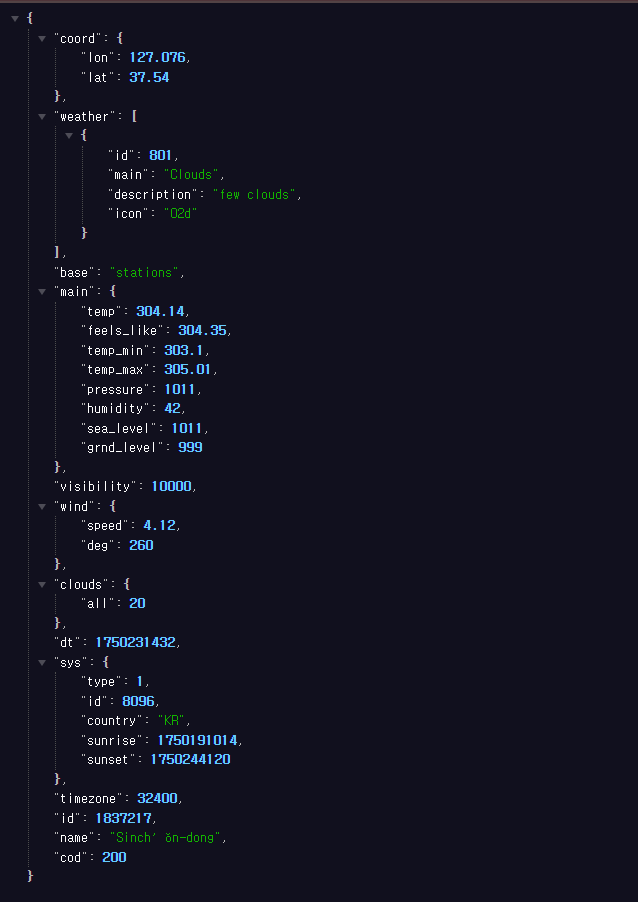 {
"coord": {
"lon": 127.076,
"lat": 37.54
},
"weather": [
{
"id": 801,
"main": "Clouds",
"description": "few clouds",
"icon": "02d"
}
],
"base": "stations",
"main": {
"temp": 304.14,
"feels_like": 304.35,
"temp_min": 303.1,
"temp_max": 305.01,
"pressure": 1011,
"humidity": 42,
"sea_level": 1011,
"grnd_level": 999
},
"visibility": 10000,
"wind": {
"speed": 4.12,
"deg": 260
},
"clouds": {
"all": 20
},
"dt": 1750231432,
"sys": {
"type": 1,
"id": 8096,
"country": "KR",
"sunrise": 1750191014,
"sunset": 1750244120
},
"timezone": 32400,
"id": 1837217,
"name": "Sinch’ŏn-dong",
"cod": 200
}